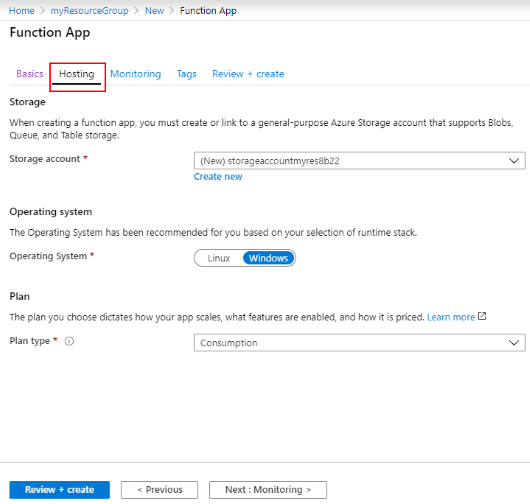 Home > myResourceGroup > New > Function App
Function App
Basics Hosting Monitoring Tags Review + create
Storage
When creating a function app, you must create or link to a general-purpose Azure Storage account that supports Blobs,
Queue, and Table storage.
Storage account * (New) storageaccountmyres8b22
Create new
Operating system
The Operating System has been recommended for you based on your selection of runtime stack.
Operating System * Linux Windows
Plan
The plan you choose dictates how your app scales, what features are enabled, and how it is priced. Learn more
Plan type * Consumption
Review + create < Previous Next : Monitoring >